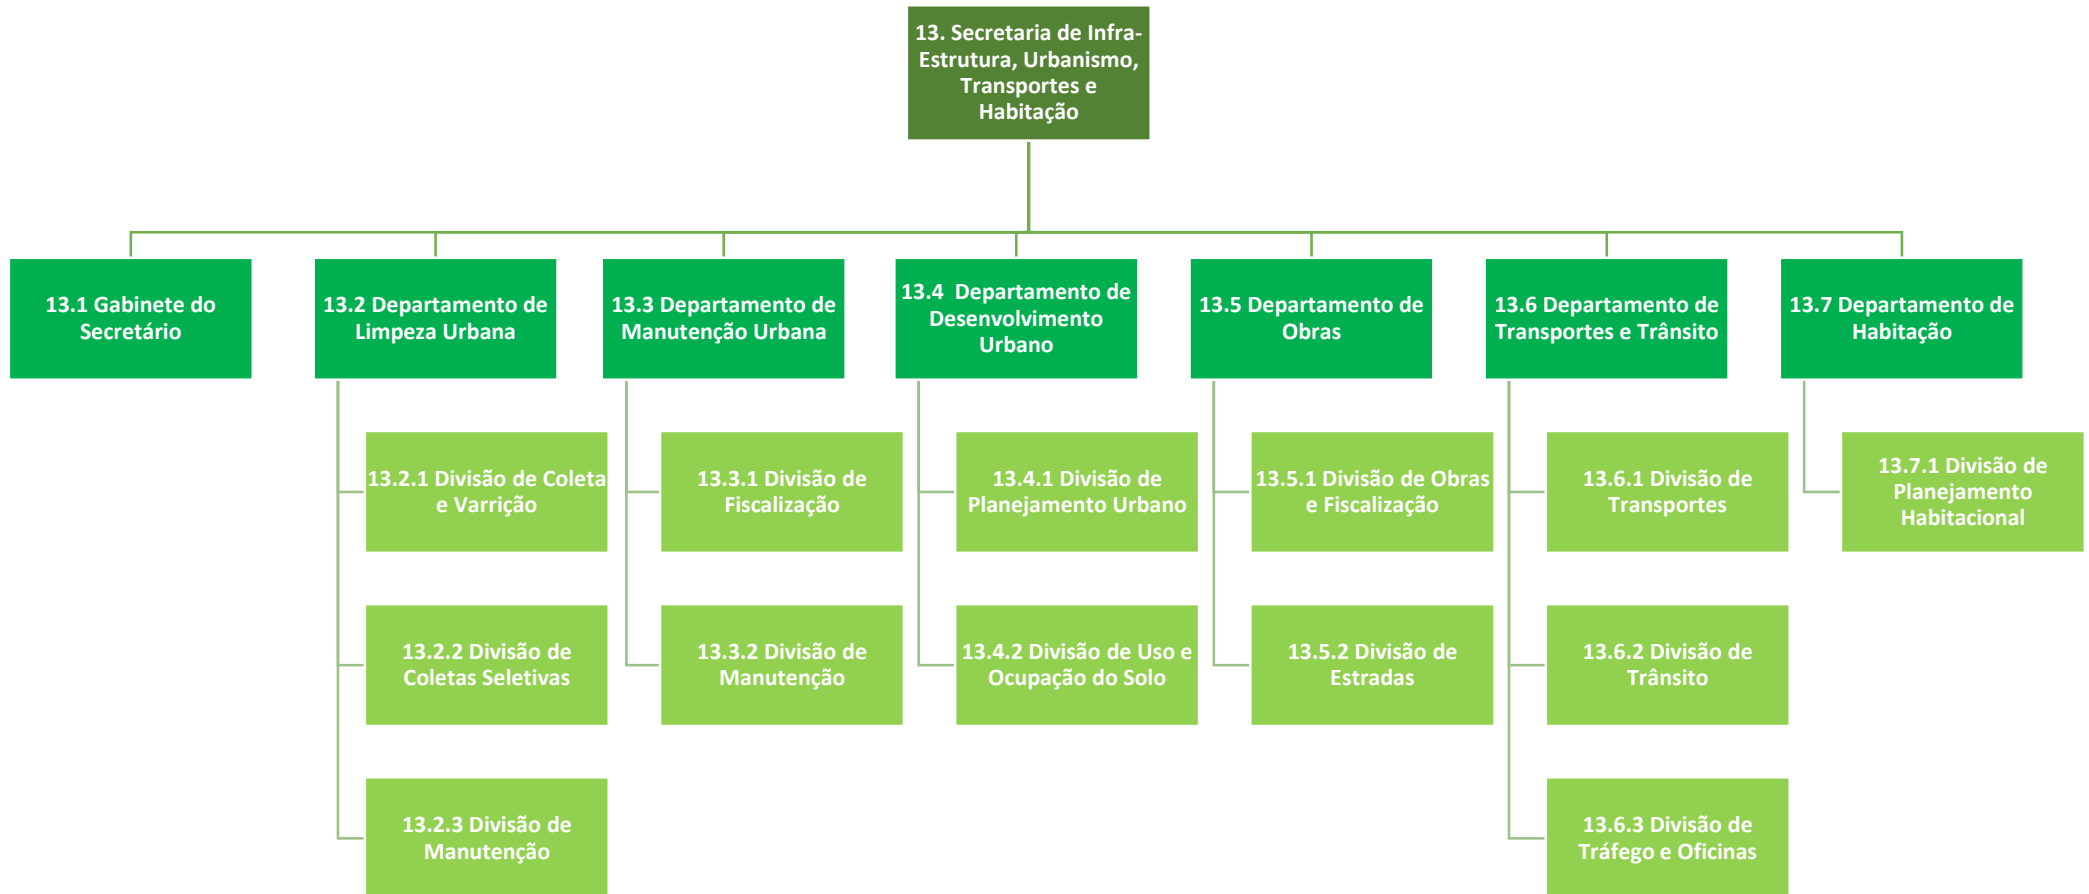 13. Secretaria de Infra-
Estrutura, Urbanismo,
Transportes e
Habitação
13.1 Gabinete do
Secretário
13.2 Departamento de
Limpeza Urbana
13.3 Departamento de
Manutenção Urbana
13.4  Departamento de
Desenvolvimento
Urbano
13.5 Departamento de
Obras
13.6 Departamento de
Transportes e Trânsito
13.7 Departamento de
Habitação
13.2.1 Divisão de Coleta
e Varrição
13.3.1 Divisão de
Fiscalização
13.4.1 Divisão de
Planejamento Urbano
13.5.1 Divisão de Obras
e Fiscalização
13.6.1 Divisão de
Transportes
13.7.1 Divisão de
Planejamento
Habitacional
13.2.2 Divisão de
Coletas Seletivas
13.3.2 Divisão de
Manutenção
13.4.2 Divisão de Uso e
Ocupação do Solo
13.5.2 Divisão de
Estradas
13.6.2 Divisão de
Trânsito
13.2.3 Divisão de
Manutenção
13.6.3 Divisão de
Tráfego e Oficinas